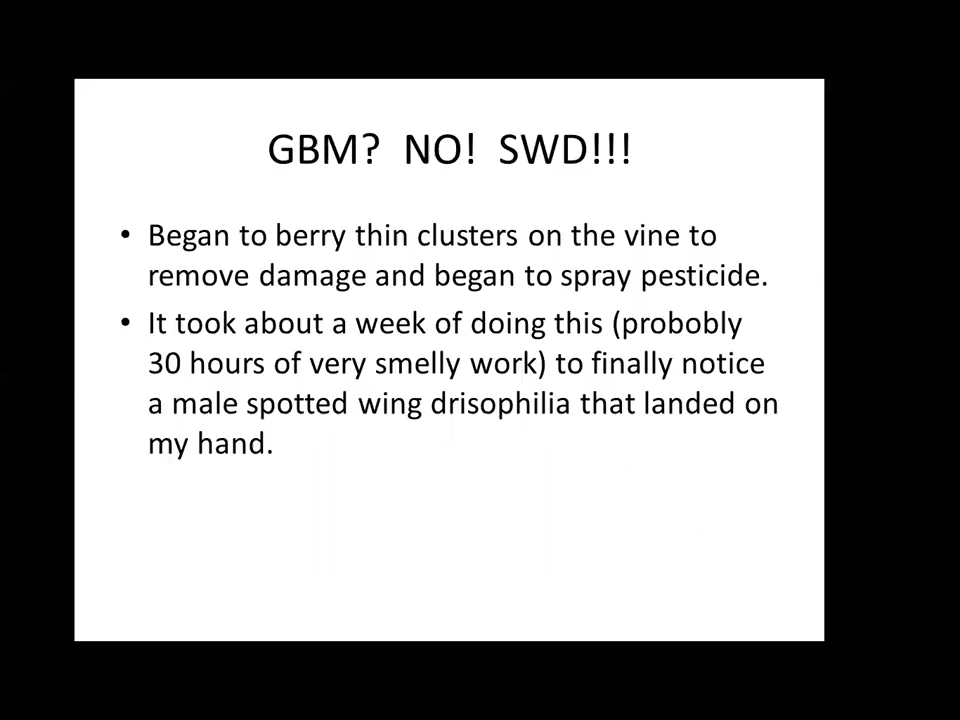 GBM?  NO!  SWD!!!
• Began to berry thin clusters on the vine to
remove damage and began to spray pesticide.
• It took about a week of doing this (probobly
30 hours of very smelly work) to finally notice
a male spotted wing drisophilia that landed on
my hand.